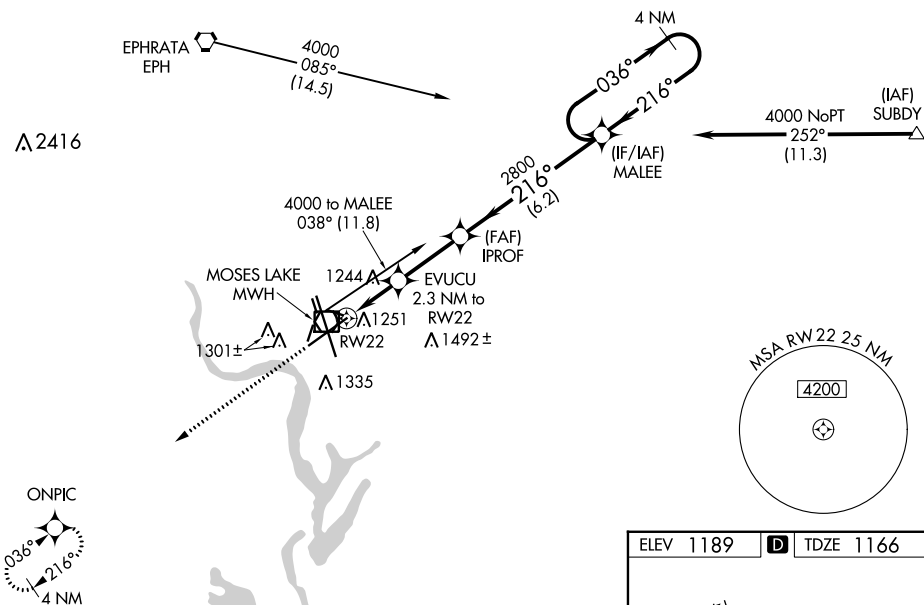 4 NM
036°
216°
EPHRATA
EPH
4000
085°
(14.5)
(IAF)
SUBDY
4000 NoPT
252°
(11.3)
2416
(IF/IAF)
MALEE
2800
216°
(6.2)
4000 to MALEE
038° (11.8)
(FAF)
IPROF
MOSES LAKE
MWH
1244
EVUCU
2.3 NM to
RW22
1251
RW22
1492±
1301±
1335
MSA RW22 25 NM
4200
ONPIC
036°
216°
4 NM
ELEV 1189 D TDZE 1166